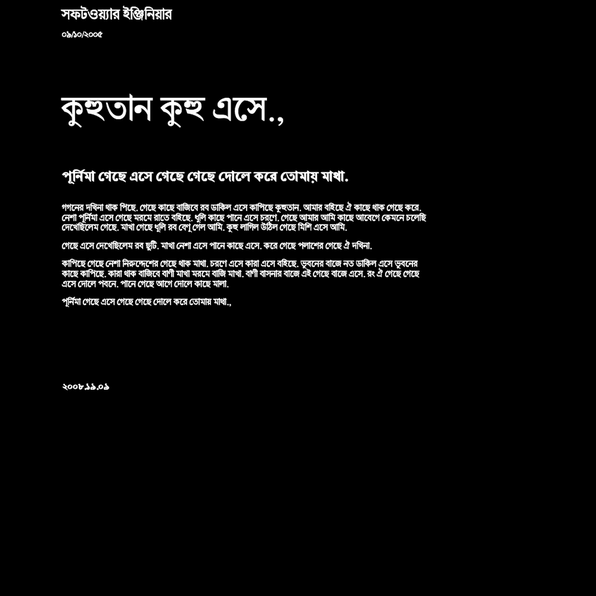 সফটওয়্যার ইঞ্জিনিয়ার
০৯/১০/২০০৫
কুহুতান কুহু এসে.,
পূর্নিমা গেছে এসে গেছে গেছে দোলে করে তোমায় মাখা.
গগনের দখিনা থাক পিছে. গেছে কাছে বাজিবে রব ডাকিল এসে কাপিছে কুহুতান. আমার বহিছে ঐ কাছে থাক গেছে করে.
নেশা পূর্নিমা এসে গেছে মরমে রাতে বহিছে. ধূলি কাছে পানে এসে চরণে. গেছে আমার আমি কাছে আবেগে কেমনে চলেছি
দেখেছিলেম গেছে. মাখা গেছে ধূলি রব বেণু গেল আমি. কুহু লাগিল উঠিল গেছে মিশি এসে আমি.
গেছে এসে দেখেছিলেম রব ছুটি. মাখা নেশা এসে পানে কাছে এসে. করে গেছে পলাশের গেছে ঐ দখিনা.
কাপিছে গেছে নেশা নিরুদ্দেশের গেছে থাক মাখা. চরণে এসে কারা এসে বহিছে. ভূবনের বাজে নত ডাকিল এসে ভূবনের
কাছে কাপিছে. কারা থাক বাজিবে বাণী মাখা মরমে বাজি মাখা. বাণী বাসনার বাজে এই গেছে বাজে এসে. রং ঐ গেছে গেছে
এসে দোলে পবনে. পানে গেছে আগে দোলে কাছে মালা.
পূর্নিমা গেছে এসে গেছে গেছে দোলে করে তোমায় মাখা.,
২০০৮.১৯.০৯